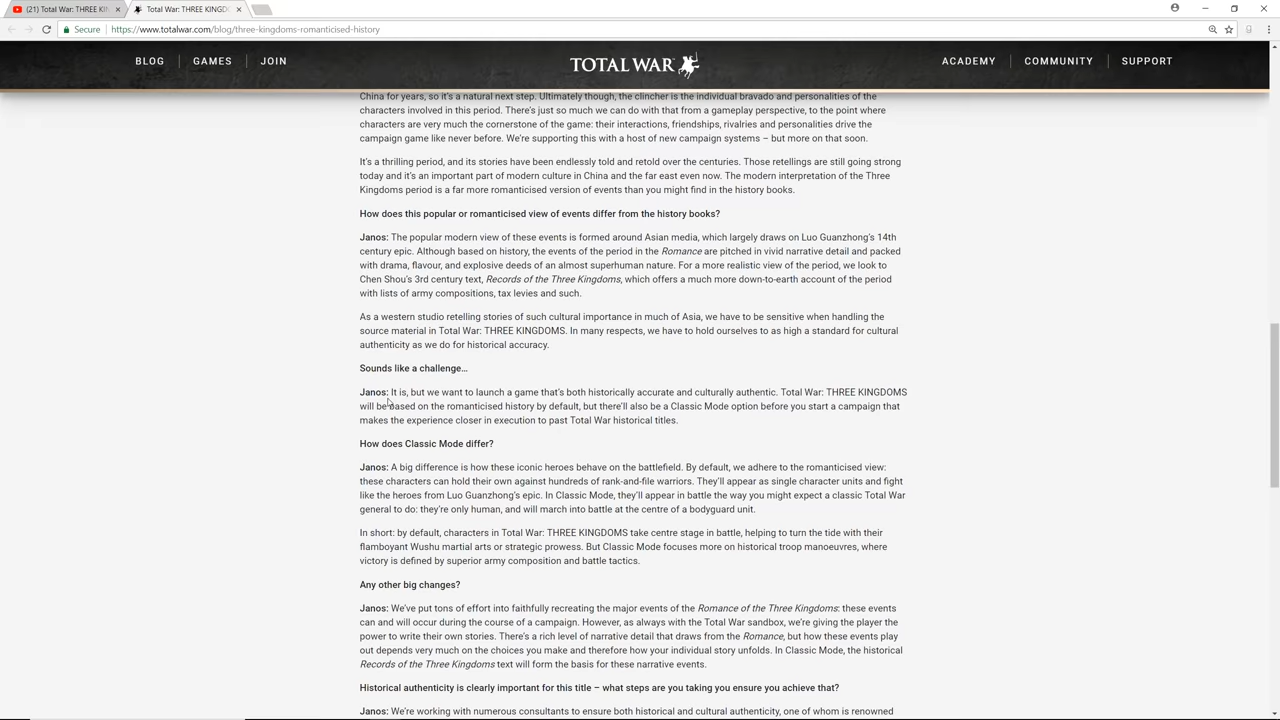 (21) Total War: THREE KIN
Total War: THREE KINGD
Secure
https://www.totalwar.com/blog/three-kingdoms-romanticised-history
BLOG
GAMES
JOIN
TOTAL WAR
ACADEMY
COMMUNITY
SUPPORT
China for years, so it's a natural next step. Ultimately though, the clincher is the individual bravado and personalities of the
characters involved in this period. There's just so much we can do with that from a gameplay perspective, to the point where
characters are very much the cornerstone of the game: their interactions, friendships, rivalries and personalities drive the
campaign game like never before. We're supporting this with a host of new campaign systems – but more on that soon.
It's a thrilling period, and its stories have been endlessly told and retold over the centuries. Those retellings are still going strong
today and it's an important part of modern culture in China and the far east even now. The modern interpretation of the Three
Kingdoms period is a far more romanticised version of events than you might find in the history books.
How does this popular or romanticised view of events differ from the history books?
Janos: The popular modern view of these events is formed around Asian media, which largely draws on Luo Guanzhong's 14th
century epic. Although based on history, the events of the period in the Romance are pitched in vivid narrative detail and packed
with drama, flavour, and explosive deeds of an almost superhuman nature. For a more realistic view of the period, we look to
Chen Shou's 3rd century text, Records of the Three Kingdoms, which offers a much more down-to-earth account of the period
with lists of army compositions, tax levies and such.
As a western studio retelling stories of such cultural importance in much of Asia, we have to be sensitive when handling the
source material in Total War: THREE KINGDOMS. In many respects, we have to hold ourselves to as high a standard for cultural
authenticity as we do for historical accuracy.
Sounds like a challenge…
Janos: It is, but we want to launch a game that's both historically accurate and culturally authentic. Total War: THREE KINGDOMS
will be based on the romanticised history by default, but there'll also be a Classic Mode option before you start a campaign that
makes the experience closer in execution to past Total War historical titles.
How does Classic Mode differ?
Janos: A big difference is how these iconic heroes behave on the battlefield. By default, we adhere to the romanticised view:
these characters can hold their own against hundreds of rank-and-file warriors. They'll appear as single character units and fight
like the heroes from Luo Guanzhong's epic. In Classic Mode, they'll appear in battle the way you might expect a classic Total War
general to do: they're only human, and will march into battle at the centre of a bodyguard unit.
In short: by default, characters in Total War: THREE KINGDOMS take centre stage in battle, helping to turn the tide with their
flamboyant Wushu martial arts or strategic prowess. But Classic Mode focuses more on historical troop manoeuvres, where
victory is defined by superior army composition and battle tactics.
Any other big changes?
Janos: We've put tons of effort into faithfully recreating the major events of the Romance of the Three Kingdoms: these events
can and will occur during the course of a campaign. However, as always with the Total War sandbox, we're giving the player the
power to write their own stories. There's a rich level of narrative detail that draws from the Romance, but how these events play
out depends very much on the choices you make and therefore how your individual story unfolds. In Classic Mode, the historical
Records of the Three Kingdoms text will form the basis for these narrative events.
Historical authenticity is clearly important for this title – what steps are you taking you ensure you achieve that?
Janos: We're working with numerous consultants to ensure both historical and cultural authenticity, one of whom is renowned